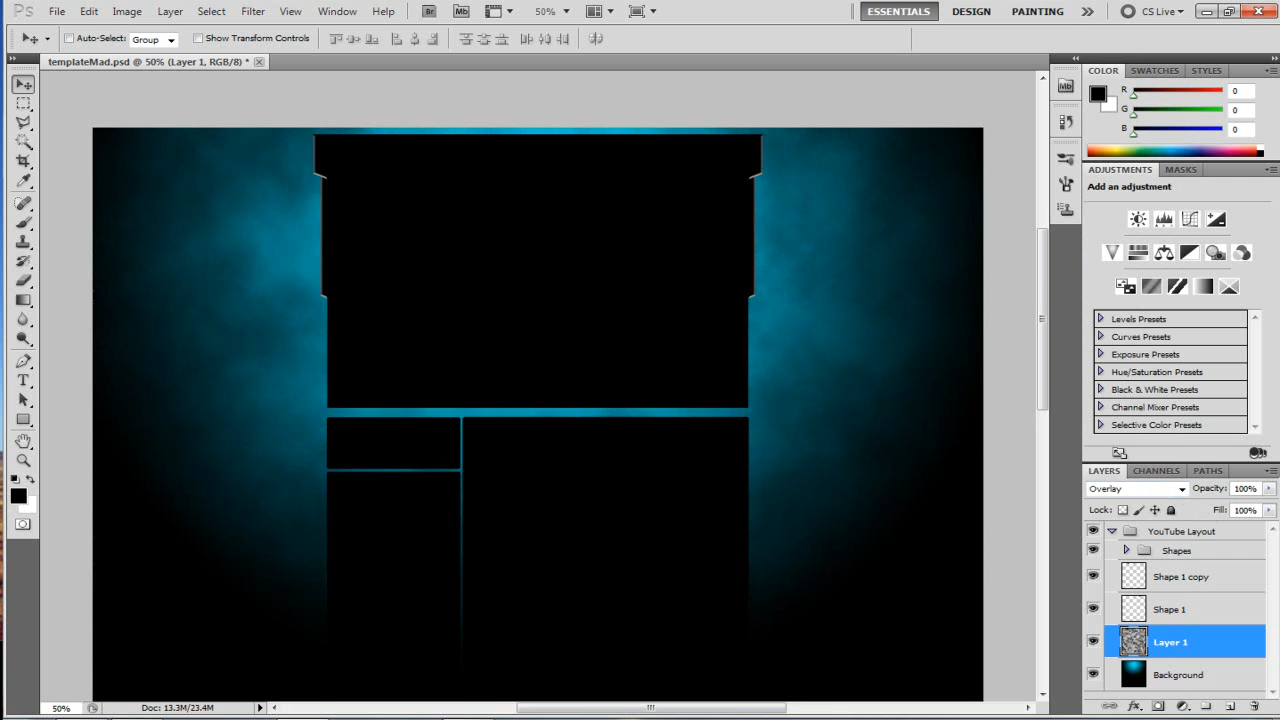 Ps File Edit Image Layer Select Filter View Window Help Br Mb 50% ESSENTIALS DESIGN PAINTING CS Live
Auto-Select: Group Show Transform Controls
templateMad.psd @ 50% (Layer 1, RGB/8) *
COLOR SWATCHES STYLES
Mb
R 0
G 0
B 0
ADJUSTMENTS MASKS
Add an adjustment
Levels Presets
Curves Presets
Exposure Presets
Hue/Saturation Presets
Black & White Presets
Channel Mixer Presets
Selective Color Presets
LAYERS CHANNELS PATHS
Overlay Opacity: 100%
Lock: Fill: 100%
YouTube Layout
Shapes
Shape 1 copy
Shape 1
Layer 1
Background
T
fx
50% Doc: 13.3M/23.4M